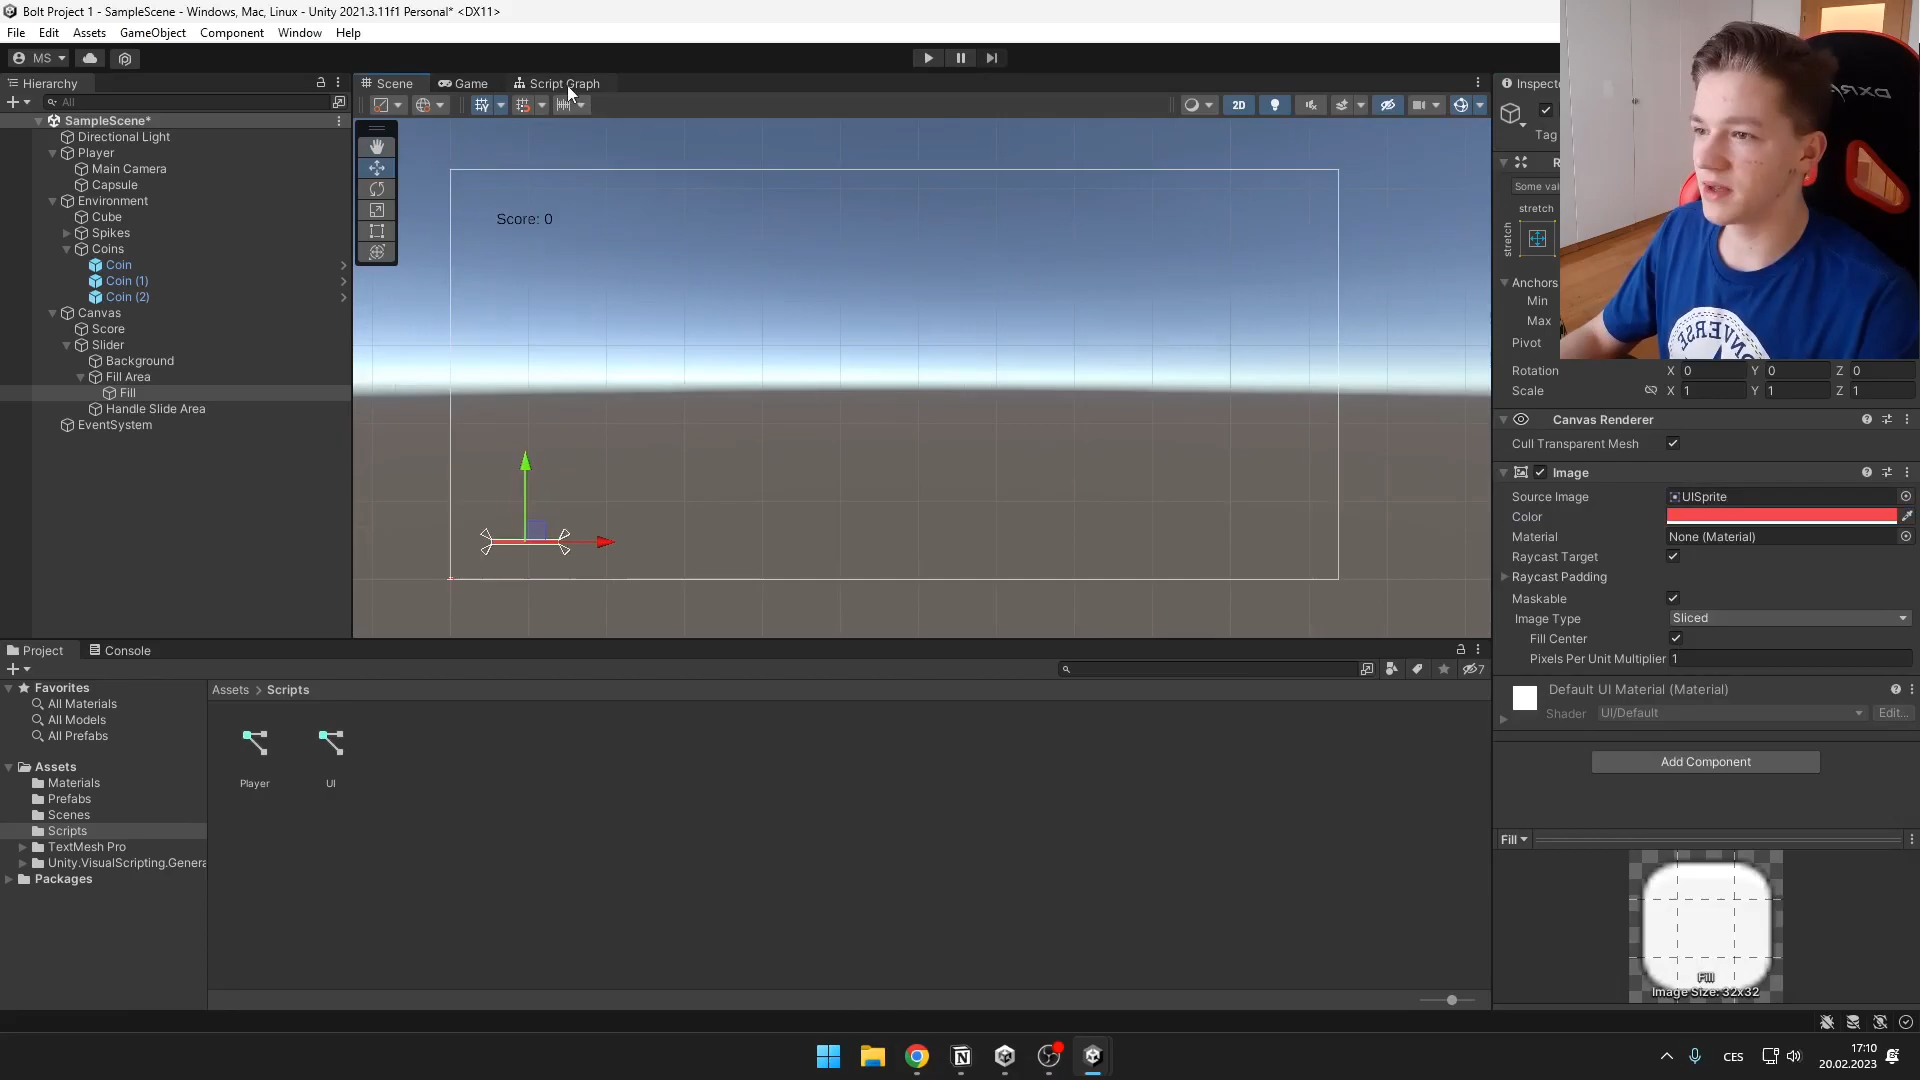 Bolt Project 1 - SampleScene - Windows, Mac, Linux - Unity 2021.3.11f1 Personal* <DX11>
File Edit Assets GameObject Component Window Help
MS
Hierarchy
All
SampleScene*
Directional Light
Player
Main Camera
Capsule
Environment
Cube
Spikes
Coins
Coin
Coin (1)
Coin (2)
Canvas
Score
Slider
Background
Fill Area
Fill
Handle Slide Area
EventSystem
Scene Game Script Graph
2D
Score: 0
Tag
stretch
stretch
Anchors
Min
Max
Pivot
Rotation X 0 Y 0 Z 0
Scale X 1 Y 1 Z 1
Canvas Renderer
Cull Transparent Mesh
Image
Source Image UISprite
Color
Material None (Material)
Raycast Target
Raycast Padding
Maskable
Image Type Sliced
Fill Center
Pixels Per Unit Multiplier 1
Default UI Material (Material)
Shader UI/Default Edit...
Add Component
Fill
Fill
Image Size: 32x32
Project Console
7
Favorites
All Materials
All Models
All Prefabs
Assets
Materials
Prefabs
Scenes
Scripts
TextMesh Pro
Unity.VisualScripting.Genera
Packages
Assets > Scripts
Player UI
CES
17:10
20.02.2023
CONVERSE